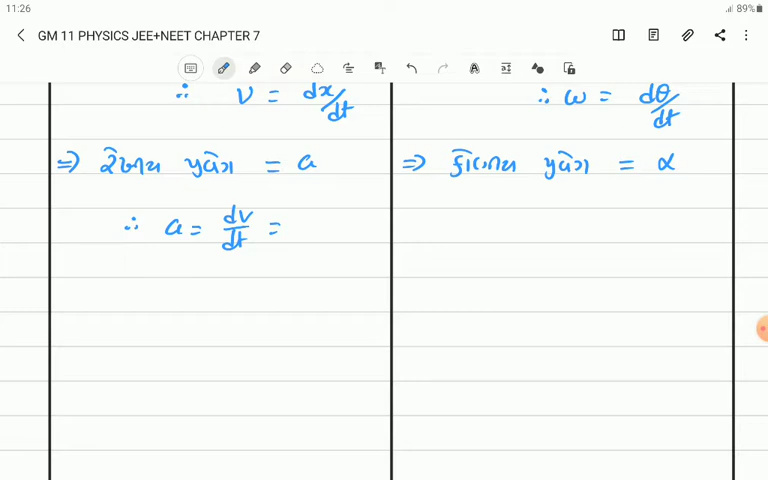 11:26
89%
GM 11 PHYSICS JEE+NEET CHAPTER 7
∴ v = dx/dt
∴ ω = dθ/dt
⇒ રેખીય પ્રવેગ = a
⇒ કોણીય પ્રવેગ = α
∴ a = dv/dt =